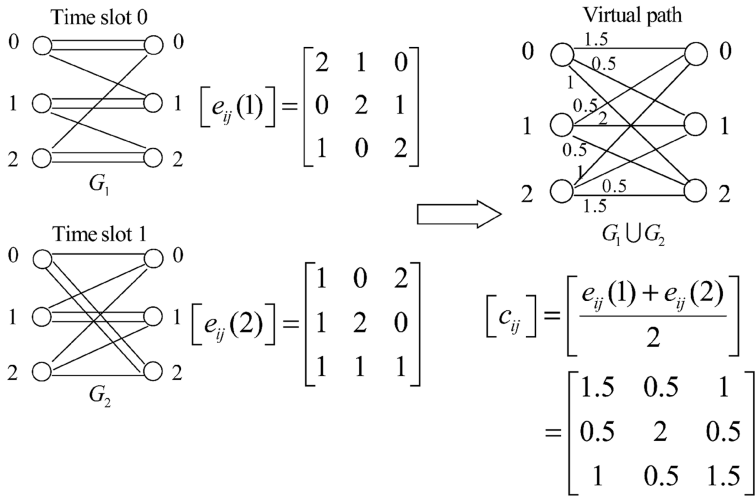 Time slot 0
0 0
1 1
2 2
G₁
[eᵢⱼ(1)] =
2 1 0
0 2 1
1 0 2
Time slot 1
0 0
1 1
2 2
G₂
[eᵢⱼ(2)] =
1 0 2
1 2 0
1 1 1
Virtual path
0 1.5 0
0.5
1
0.5
1 2 1
0.5
1
2 0.5 2
1.5
G₁∪G₂
[cᵢⱼ] = [(eᵢⱼ(1) + eᵢⱼ(2)) / 2]
=
1.5 0.5 1
0.5 2 0.5
1 0.5 1.5